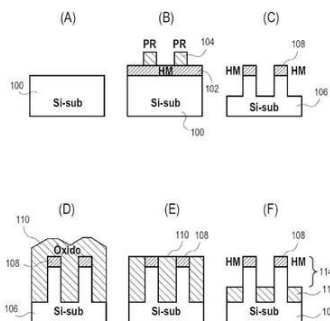 (A) (B) (C)
PR PR 104 108
HM HM HM
100 102
Si-sub Si-sub Si-sub 106
100
(D) (E) (F)
110 110 108 108
Oxido HM HM
108 114
106 Si-sub Si-sub Si-sub